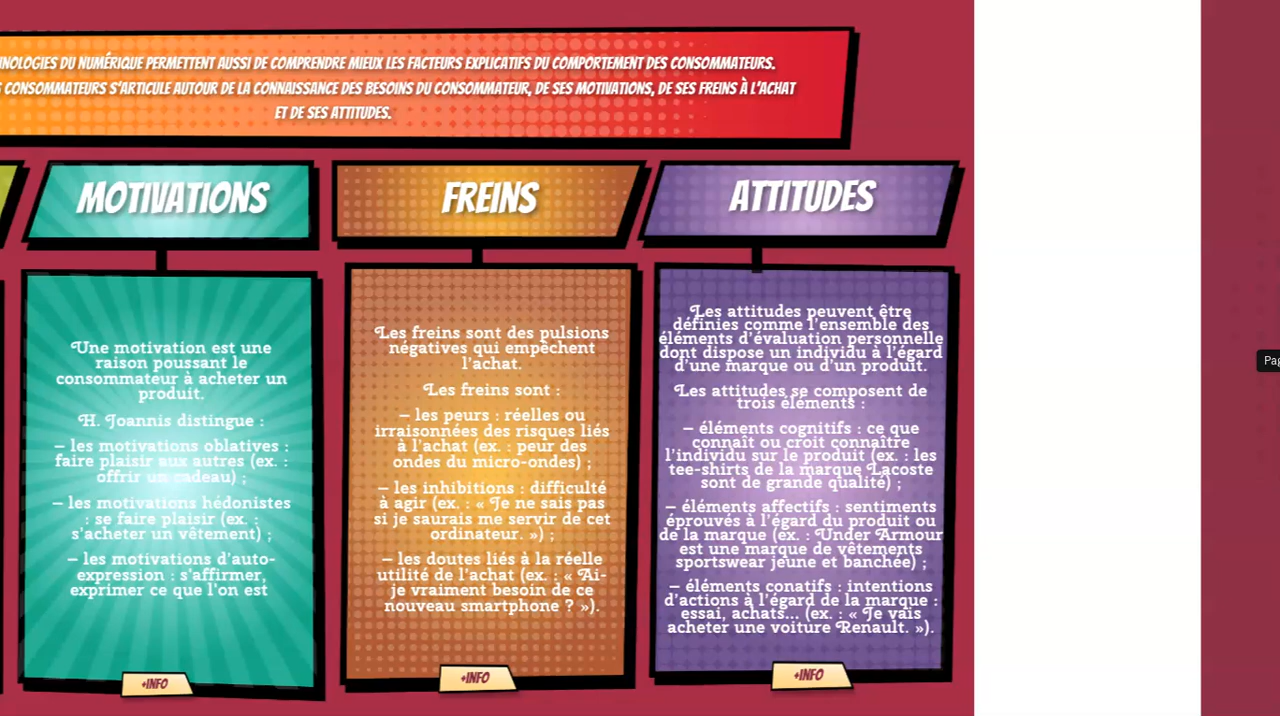 NOLOGIES DU NUMÉRIQUE PERMETTENT AUSSI DE COMPRENDRE MIEUX LES FACTEURS EXPLICATIFS DU COMPORTEMENT DES CONSOMMATEURS.
CONSOMMATEURS S'ARTICULE AUTOUR DE LA CONNAISSANCE DES BESOINS DU CONSOMMATEUR, DE SES MOTIVATIONS, DE SES FREINS À L'ACHAT
ET DE SES ATTITUDES.
MOTIVATIONS
Une motivation est une
raison poussant le
consommateur à acheter un
produit.
H. Joannis distingue :
– les motivations oblatives :
faire plaisir aux autres (ex. :
offrir un cadeau) ;
– les motivations hédonistes
: se faire plaisir (ex. :
s'acheter un vêtement) ;
– les motivations d'auto-
expression : s'affirmer,
exprimer ce que l'on est
+INFO
FREINS
Les freins sont des pulsions
négatives qui empêchent
l'achat.
Les freins sont :
– les peurs : réelles ou
irraisonnées des risques liés
à l'achat (ex. : peur des
ondes du micro-ondes) ;
– les inhibitions : difficulté
à agir (ex. : « Je ne sais pas
si je saurais me servir de cet
ordinateur. ») ;
– les doutes liés à la réelle
utilité de l'achat (ex. : « Ai-
je vraiment besoin de ce
nouveau smartphone ? »).
+INFO
ATTITUDES
Les attitudes peuvent être
définies comme l'ensemble des
éléments d'évaluation personnelle
dont dispose un individu à l'égard
d'une marque ou d'un produit.
Les attitudes se composent de
trois éléments :
– éléments cognitifs : ce que
connaît ou croit connaître
l'individu sur le produit (ex. : les
tee-shirts de la marque Lacoste
sont de grande qualité) ;
– éléments affectifs : sentiments
éprouvés à l'égard du produit ou
de la marque (ex. : Under Armour
est une marque de vêtements
sportswear jeune et banchée) ;
– éléments conatifs : intentions
d'actions à l'égard de la marque :
essai, achats... (ex. : « Je vais
acheter une voiture Renault. »).
+INFO
Pag